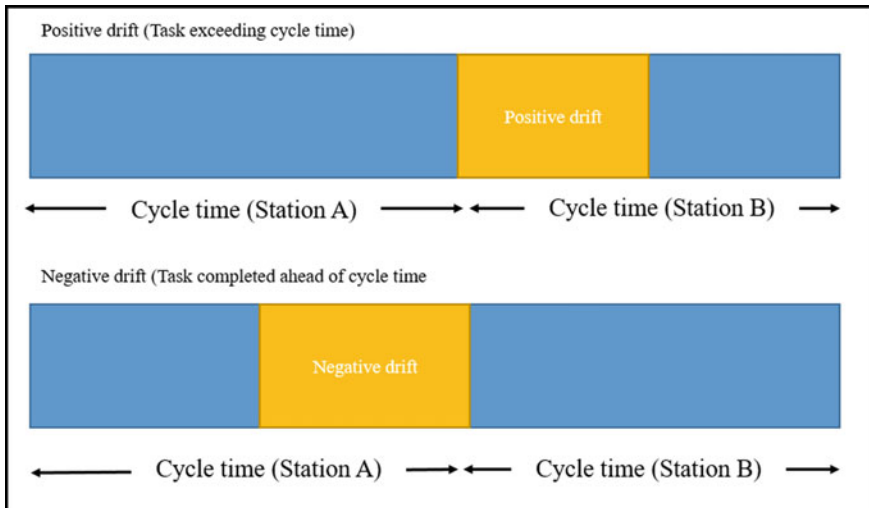 Positive drift (Task exceeding cycle time)
Positive drift
Cycle time (Station A)
Cycle time (Station B)
Negative drift (Task completed ahead of cycle time
Negative drift
Cycle time (Station A)
Cycle time (Station B)